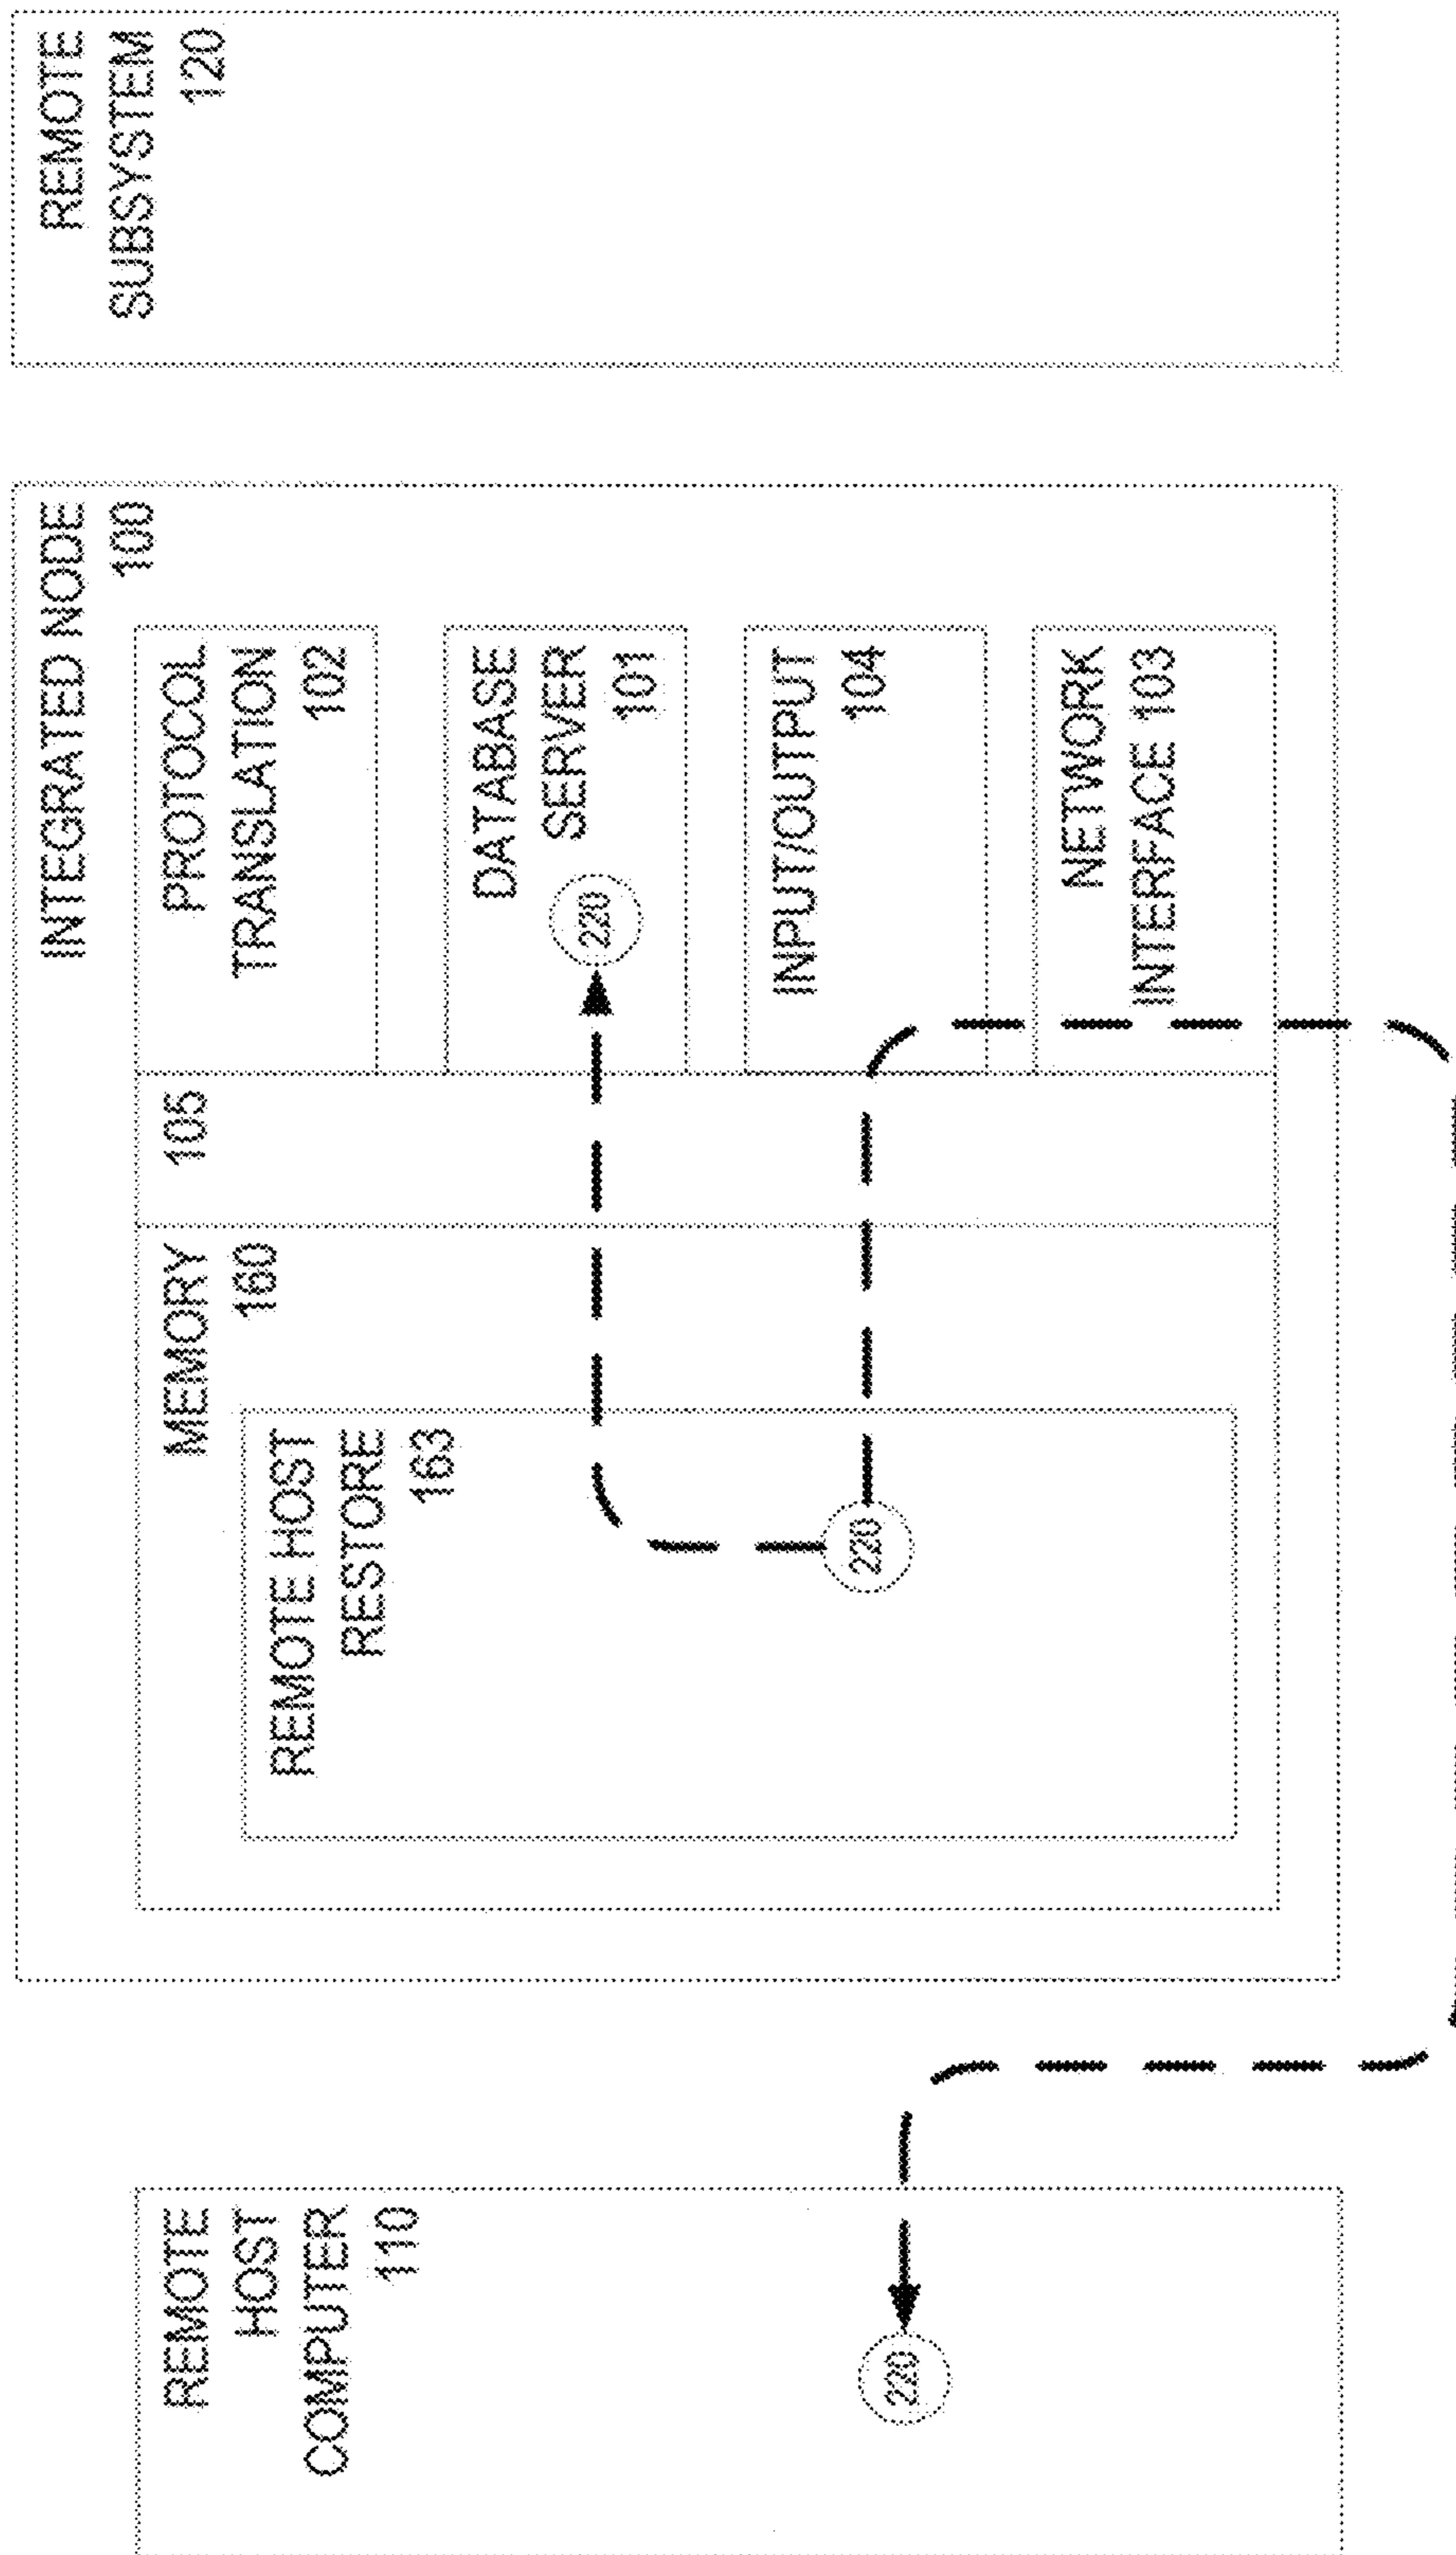 REMOTE
HOST
COMPUTER
110
220
INTEGRATED NODE
100
MEMORY
160
REMOTE HOST
RESTORE
163
220
105
PROTOCOL
TRANSLATION
102
DATABASE
SERVER
101
220
INPUT/OUTPUT
104
NETWORK
INTERFACE 103
REMOTE
SUBSYSTEM
120